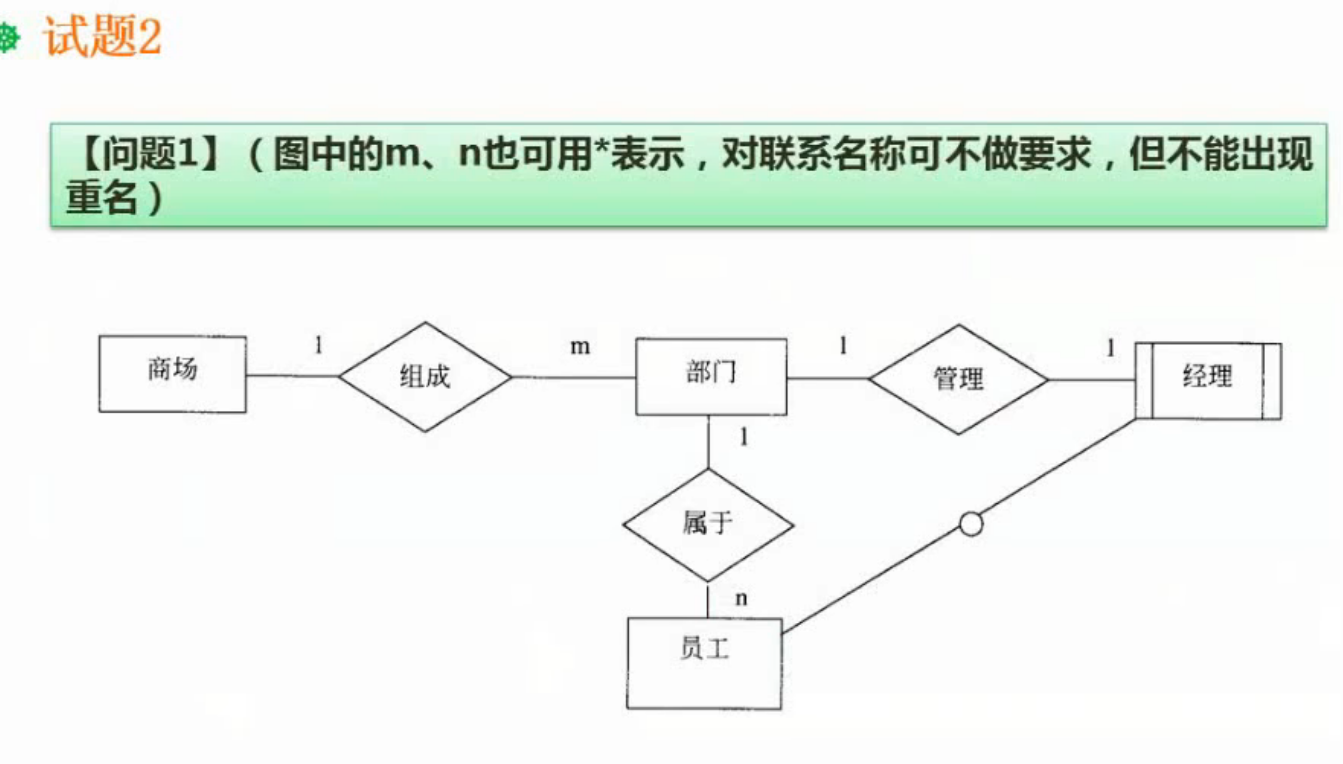 试题2
【问题1】（图中的m、n也可用*表示，对联系名称可不做要求，但不能出现
重名）
商场
1
组成
m
部门
1
管理
1
经理
1
属于
n
员工